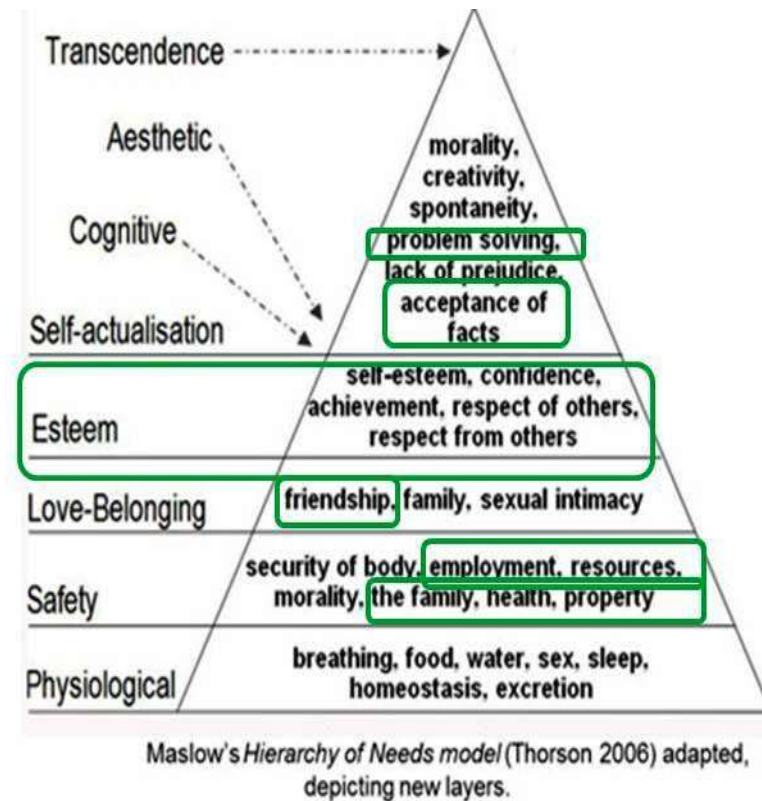 Transcendence
Aesthetic
Cognitive
morality,
creativity,
spontaneity,
problem solving,
lack of prejudice,
acceptance of
facts
Self-actualisation
self-esteem, confidence,
achievement, respect of others,
respect from others
Esteem
friendship, family, sexual intimacy
Love-Belonging
security of body, employment, resources,
morality, the family, health, property
Safety
breathing, food, water, sex, sleep,
homeostasis, excretion
Physiological
Maslow's Hierarchy of Needs model (Thorson 2006) adapted,
depicting new layers.